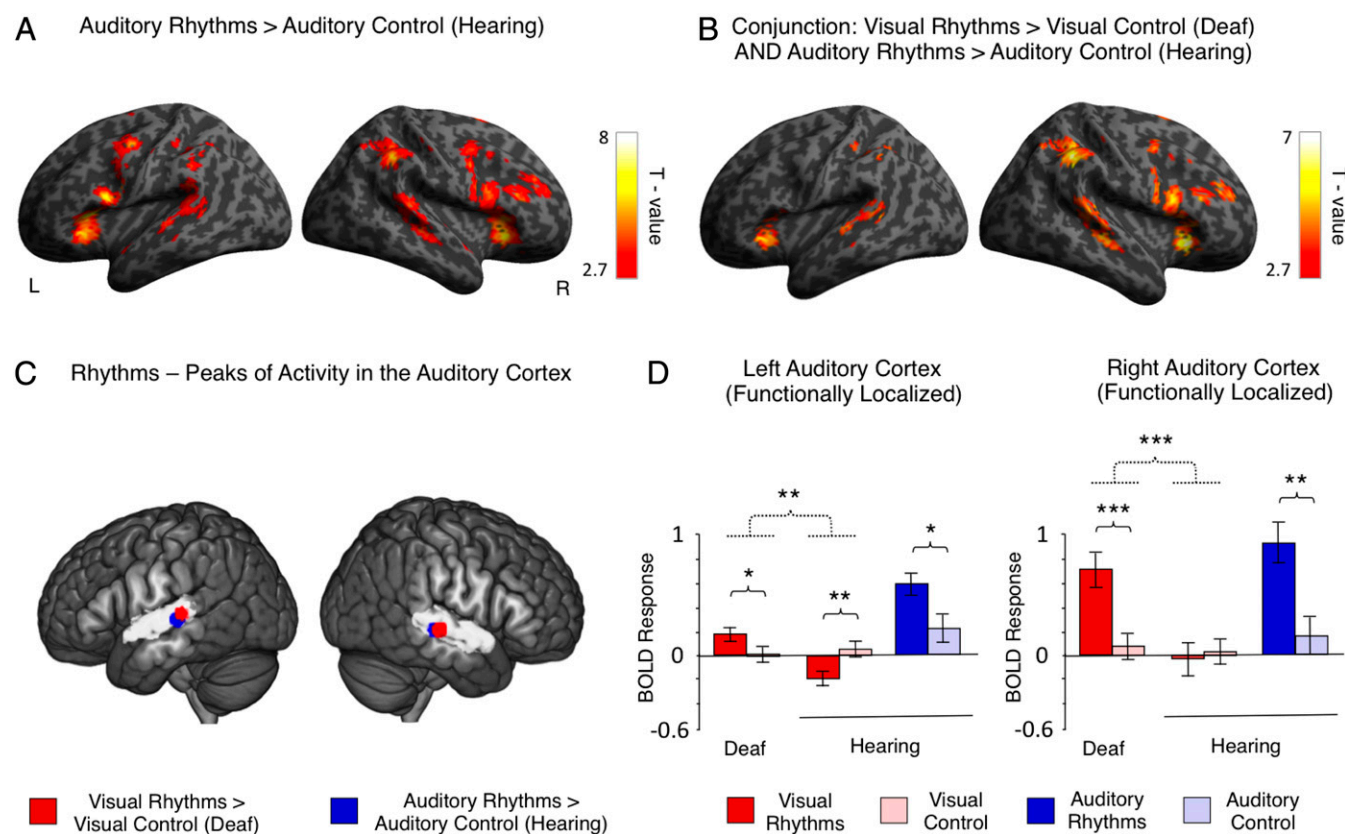 A
Auditory Rhythms > Auditory Control (Hearing)
8
T - value
2.7
L
R
B
Conjunction: Visual Rhythms > Visual Control (Deaf)
AND Auditory Rhythms > Auditory Control (Hearing)
7
T - value
2.7
C
Rhythms – Peaks of Activity in the Auditory Cortex
Visual Rhythms >
Visual Control (Deaf)
Auditory Rhythms >
Auditory Control (Hearing)
D
Left Auditory Cortex
(Functionally Localized)
**
*
**
*
1
0
-0.6
BOLD Response
Deaf
Hearing
Right Auditory Cortex
(Functionally Localized)
***
***
**
1
0
-0.6
BOLD Response
Deaf
Hearing
Visual
Rhythms
Visual
Control
Auditory
Rhythms
Auditory
Control